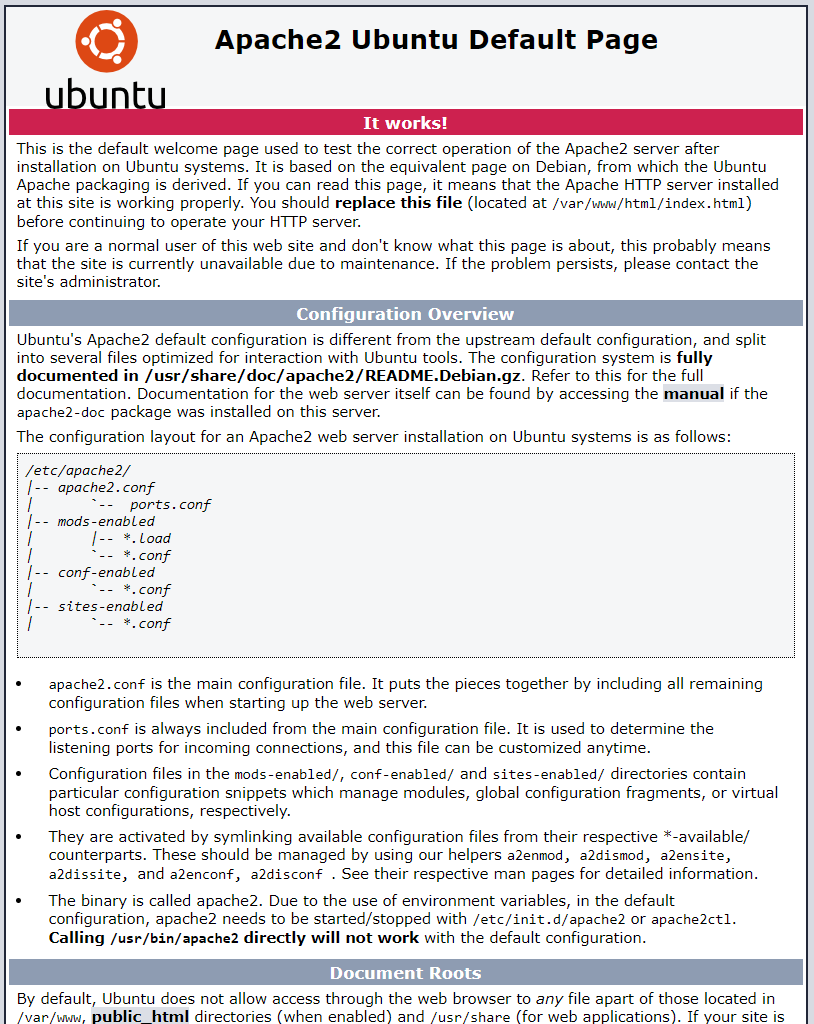 Apache2 Ubuntu Default Page
ubuntu
It works!
This is the default welcome page used to test the correct operation of the Apache2 server after
installation on Ubuntu systems. It is based on the equivalent page on Debian, from which the Ubuntu
Apache packaging is derived. If you can read this page, it means that the Apache HTTP server installed
at this site is working properly. You should replace this file (located at /var/www/html/index.html)
before continuing to operate your HTTP server.
If you are a normal user of this web site and don't know what this page is about, this probably means
that the site is currently unavailable due to maintenance. If the problem persists, please contact the
site's administrator.
Configuration Overview
Ubuntu's Apache2 default configuration is different from the upstream default configuration, and split
into several files optimized for interaction with Ubuntu tools. The configuration system is fully
documented in /usr/share/doc/apache2/README.Debian.gz. Refer to this for the full
documentation. Documentation for the web server itself can be found by accessing the manual if the
apache2-doc package was installed on this server.
The configuration layout for an Apache2 web server installation on Ubuntu systems is as follows:
/etc/apache2/
|-- apache2.conf
|       `--  ports.conf
|-- mods-enabled
|       |-- *.load
|       `-- *.conf
|-- conf-enabled
|       `-- *.conf
|-- sites-enabled
|       `-- *.conf
• apache2.conf is the main configuration file. It puts the pieces together by including all remaining
configuration files when starting up the web server.
• ports.conf is always included from the main configuration file. It is used to determine the
listening ports for incoming connections, and this file can be customized anytime.
• Configuration files in the mods-enabled/, conf-enabled/ and sites-enabled/ directories contain
particular configuration snippets which manage modules, global configuration fragments, or virtual
host configurations, respectively.
• They are activated by symlinking available configuration files from their respective *-available/
counterparts. These should be managed by using our helpers a2enmod, a2dismod, a2ensite,
a2dissite, and a2enconf, a2disconf . See their respective man pages for detailed information.
• The binary is called apache2. Due to the use of environment variables, in the default
configuration, apache2 needs to be started/stopped with /etc/init.d/apache2 or apache2ctl.
Calling /usr/bin/apache2 directly will not work with the default configuration.
Document Roots
By default, Ubuntu does not allow access through the web browser to any file apart of those located in
/var/www, public_html directories (when enabled) and /usr/share (for web applications). If your site is